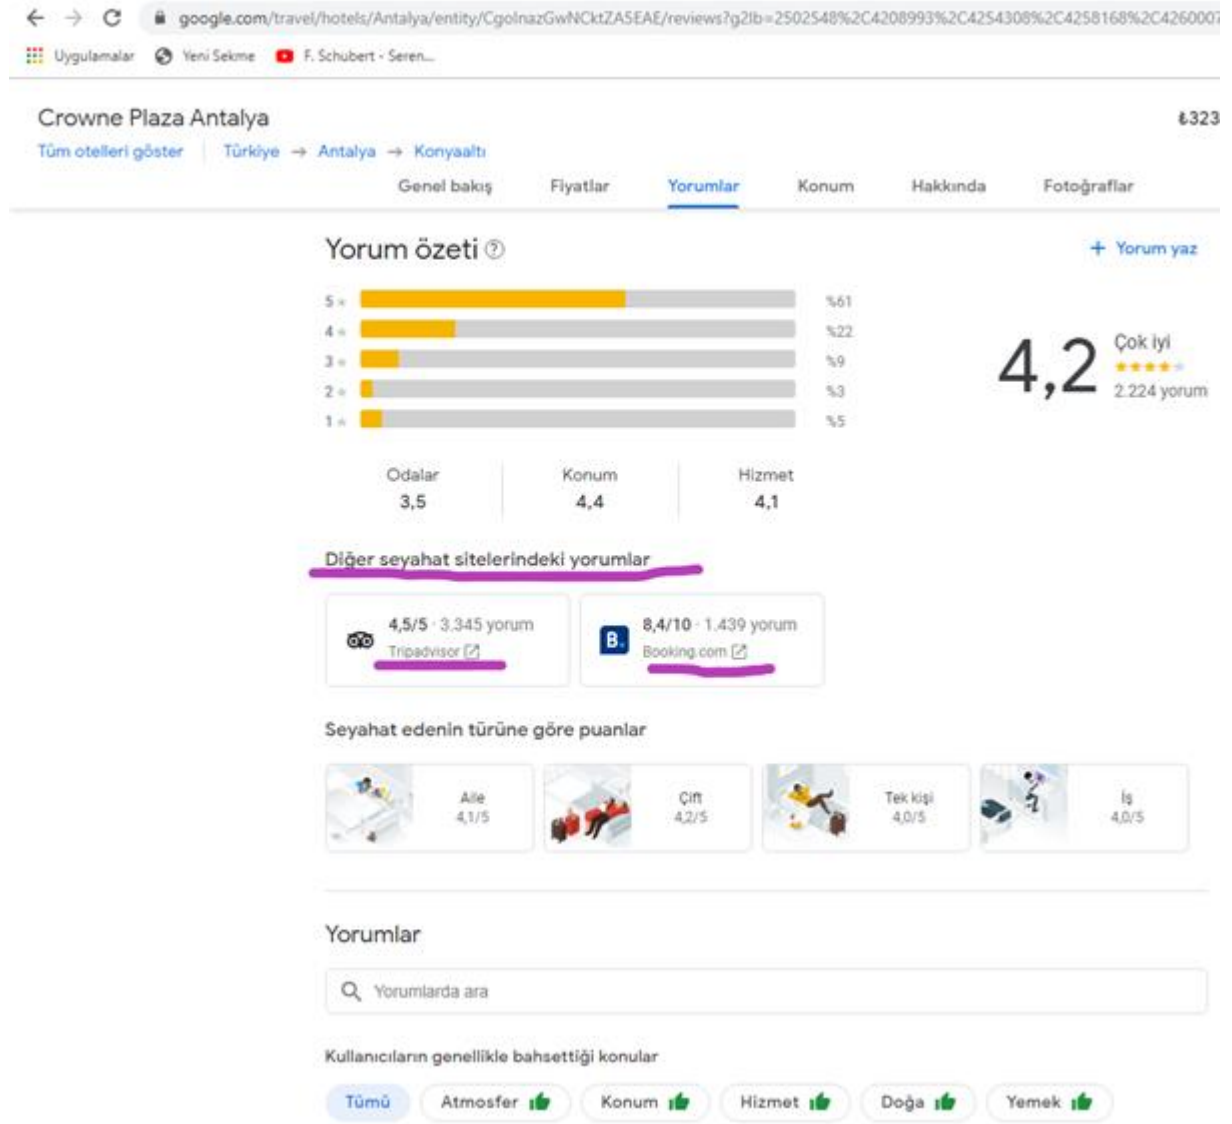 google.com/travel/hotels/Antalya/entity/CgoInazGwNCktZASEAE/reviews?g2lb=2502548%2C4208993%2C4254308%2C4258168%2C4260007
Uygulamalar Yeni Sekme F. Schubert - Seren...
Crowne Plaza Antalya ₺323
Tüm otelleri göster Türkiye → Antalya → Konyaaltı
Genel bakış Fiyatlar Yorumlar Konum Hakkında Fotoğraflar
Yorum özeti ? + Yorum yaz
5 ★ %61
4 ★ %22
3 ★ %9
2 ★ %3
1 ★ %5
4,2 Çok iyi
2.224 yorum
Odalar Konum Hizmet
3,5 4,4 4,1
Diğer seyahat sitelerindeki yorumlar
4,5/5 · 3.345 yorum
Tripadvisor
B. 8,4/10 · 1.439 yorum
Booking.com
Seyahat edenin türüne göre puanlar
Aile Çift Tek kişi İş
4,1/5 4,2/5 4,0/5 4,0/5
Yorumlar
Yorumlarda ara
Kullanıcıların genellikle bahsettiği konular
Tümü Atmosfer Konum Hizmet Doğa Yemek